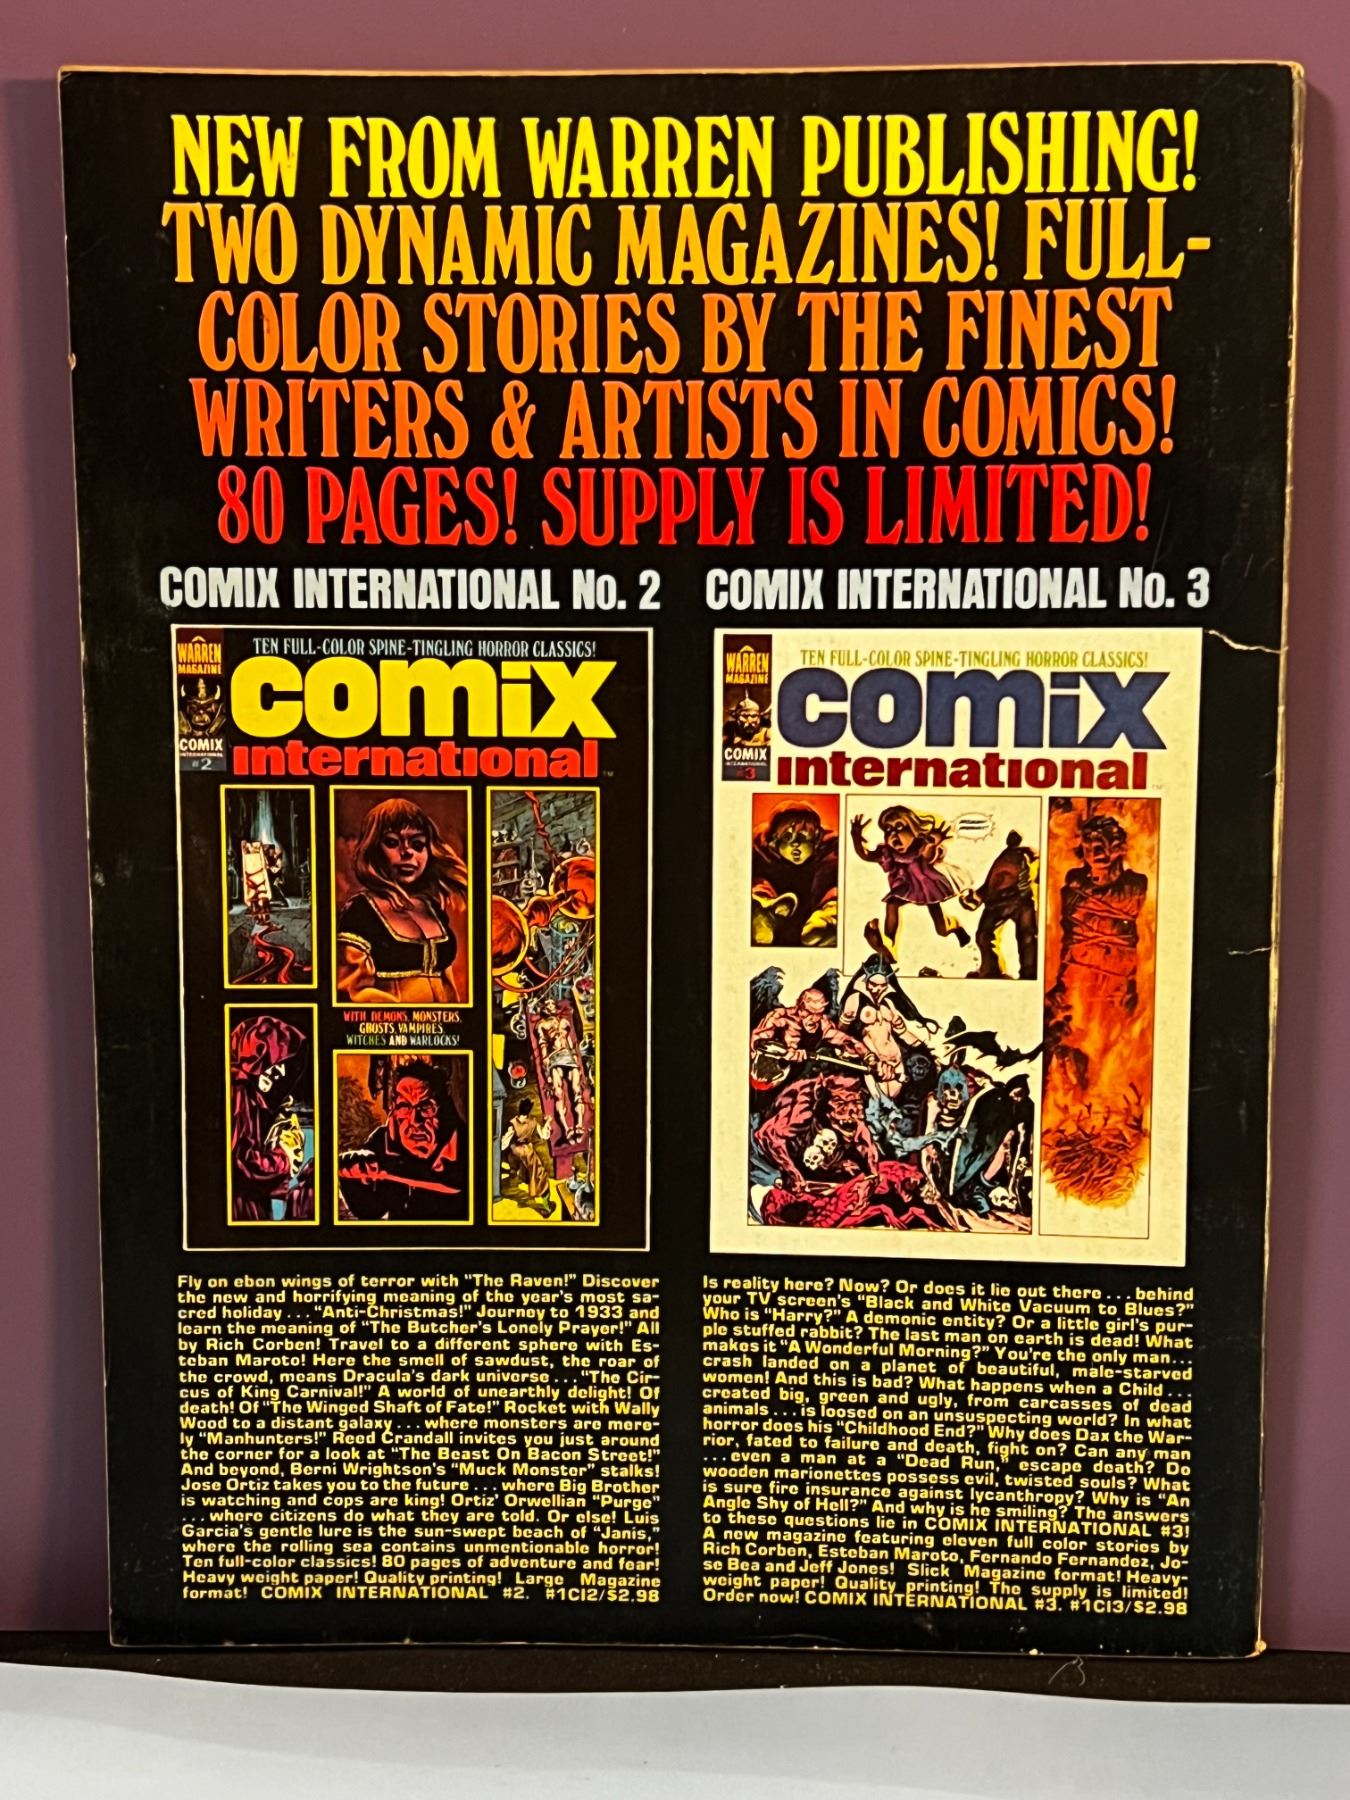 NEW FROM WARREN PUBLISHING!
TWO DYNAMIC MAGAZINES! FULL-
COLOR STORIES BY THE FINEST
WRITERS & ARTISTS IN COMICS!
80 PAGES! SUPPLY IS LIMITED!
COMIX INTERNATIONAL No. 2
WARREN
MAGAZINE
COMIX
INTERNATIONAL
#2
TEN FULL-COLOR SPINE-TINGLING HORROR CLASSICS!
comix
international
TM
WITH DEMONS, MONSTERS,
GHOSTS, VAMPIRES,
WITCHES AND WARLOCKS!
Fly on ebon wings of terror with "The Raven!" Discover
the new and horrifying meaning of the year's most sa-
cred holiday ... "Anti-Christmas!" Journey to 1933 and
learn the meaning of "The Butcher's Lonely Prayer!" All
by Rich Corben! Travel to a different sphere with Es-
teban Maroto! Here the smell of sawdust, the roar of
the crowd, means Dracula's dark universe ... "The Cir-
cus of King Carnival!" A world of unearthly delight! Of
death! Of "The Winged Shaft of Fate!" Rocket with Wally
Wood to a distant galaxy ... where monsters are mere-
ly "Manhunters!" Reed Crandall invites you just around
the corner for a look at "The Beast On Bacon Street!"
And beyond, Berni Wrightson's "Muck Monster" stalks!
Jose Ortiz takes you to the future ... where Big Brother
is watching and cops are king! Ortiz' Orwellian "Purge"
... where citizens do what they are told. Or else! Luis
Garcia's gentle lure is the sun-swept beach of "Janis,"
where the rolling sea contains unmentionable horror!
Ten full-color classics! 80 pages of adventure and fear!
Heavy weight paper! Quality printing! Large Magazine
format! COMIX INTERNATIONAL #2. #1CI2/$2.98
COMIX INTERNATIONAL No. 3
WARREN
MAGAZINE
COMIX
INTERNATIONAL
#3
TEN FULL-COLOR SPINE-TINGLING HORROR CLASSICS!
comix
international
TM
Is reality here? Now? Or does it lie out there ... behind
your TV screen's "Black and White Vacuum to Blues?"
Who is "Harry?" A demonic entity? Or a little girl's pur-
ple stuffed rabbit? The last man on earth is dead! What
makes it "A Wonderful Morning?" You're the only man ...
crash landed on a planet of beautiful, male-starved
women! And this is bad? What happens when a Child ...
created big, green and ugly, from carcasses of dead
animals ... is loosed on an unsuspecting world? In what
horror does his "Childhood End?" Why does Dax the War-
rior, fated to failure and death, fight on? Can any man
... even a man at a "Dead Run," escape death? Do
wooden marionettes possess evil, twisted souls? What
is sure fire insurance against lycanthropy? Why is "An
Angle Shy of Hell?" And why is he smiling? The answers
to these questions lie in COMIX INTERNATIONAL #3!
A new magazine featuring eleven full color stories by
Rich Corben, Esteban Maroto, Fernando Fernandez, Jo-
se Bea and Jeff Jones! Slick Magazine format! Heavy-
weight paper! Quality printing! The supply is limited!
Order now! COMIX INTERNATIONAL #3. #1CI3/$2.98